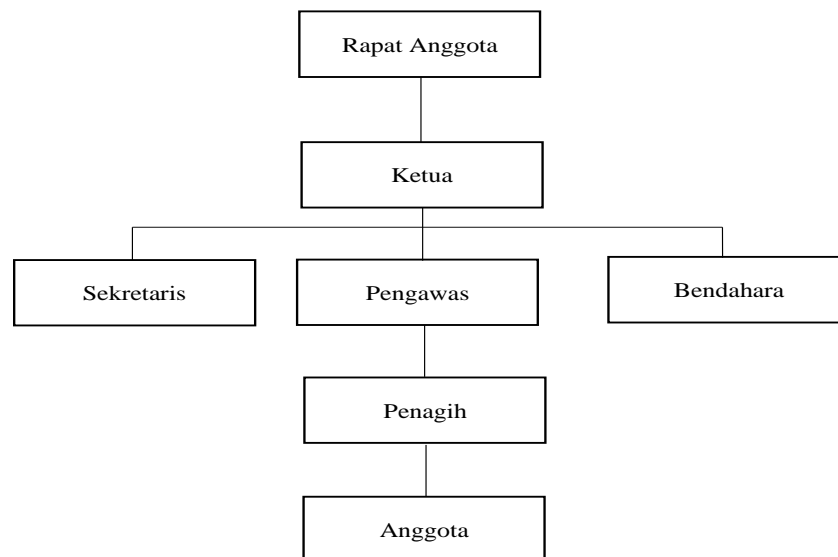 Rapat Anggota
Ketua
Sekretaris
Pengawas
Bendahara
Penagih
Anggota